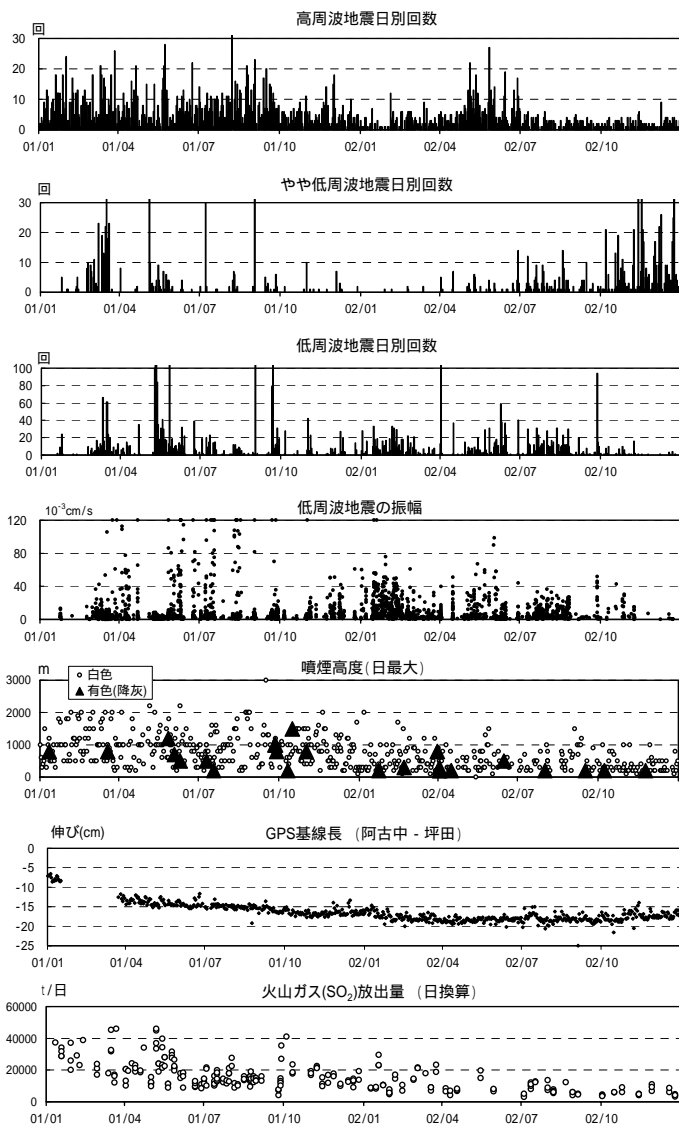 高周波地震日別回数
回
30
20
10
0
01/01 01/04 01/07 01/10 02/01 02/04 02/07 02/10
やや低周波地震日別回数
回
30
20
10
0
01/01 01/04 01/07 01/10 02/01 02/04 02/07 02/10
低周波地震日別回数
回
100
80
60
40
20
0
01/01 01/04 01/07 01/10 02/01 02/04 02/07 02/10
低周波地震の振幅
10⁻³cm/s
120
80
40
0
01/01 01/04 01/07 01/10 02/01 02/04 02/07 02/10
噴煙高度(日最大)
m
○ 白色
▲ 有色(降灰)
3000
2000
1000
0
01/01 01/04 01/07 01/10 02/01 02/04 02/07 02/10
伸び(cm)
GPS基線長 (阿古中 - 坪田)
0
-5
-10
-15
-20
-25
01/01 01/04 01/07 01/10 02/01 02/04 02/07 02/10
t/日
火山ガス(SO₂)放出量 (日換算)
60000
40000
20000
0
01/01 01/04 01/07 01/10 02/01 02/04 02/07 02/10